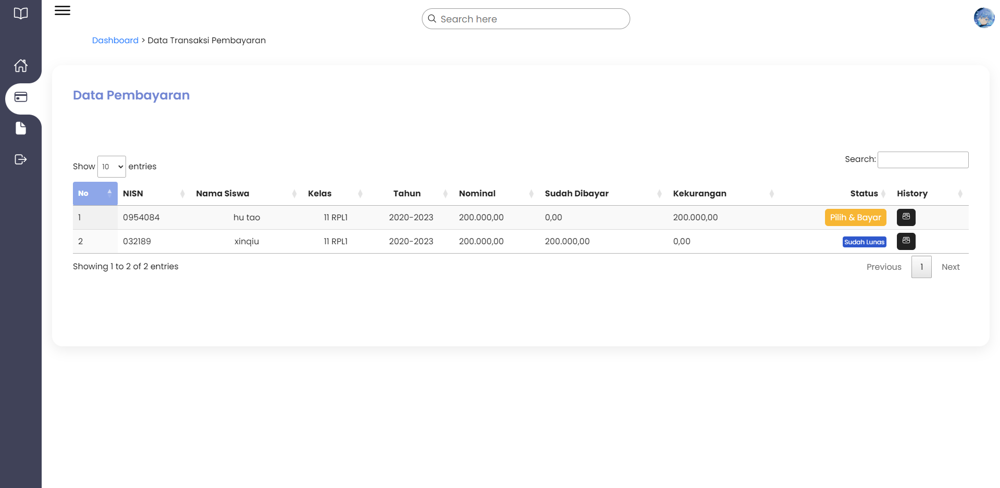 Search here
Dashboard > Data Transaksi Pembayaran
Data Pembayaran
Show 10 entries
Search:
No NISN Nama Siswa Kelas Tahun Nominal Sudah Dibayar Kekurangan Status History
1 0954084 hu tao 11 RPL1 2020-2023 200.000,00 0,00 200.000,00 Pilih & Bayar
2 032189 xinqiu 11 RPL1 2020-2023 200.000,00 200.000,00 0,00 Sudah Lunas
Showing 1 to 2 of 2 entries
Previous 1 Next